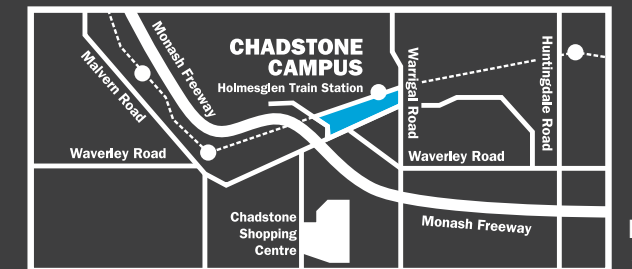 Monash Freeway
Malvern Road
CHADSTONE
CAMPUS
Holmesglen Train Station
Warrigal Road
Huntingdale Road
Waverley Road
Waverley Road
Chadstone
Shopping
Centre
Monash Freeway